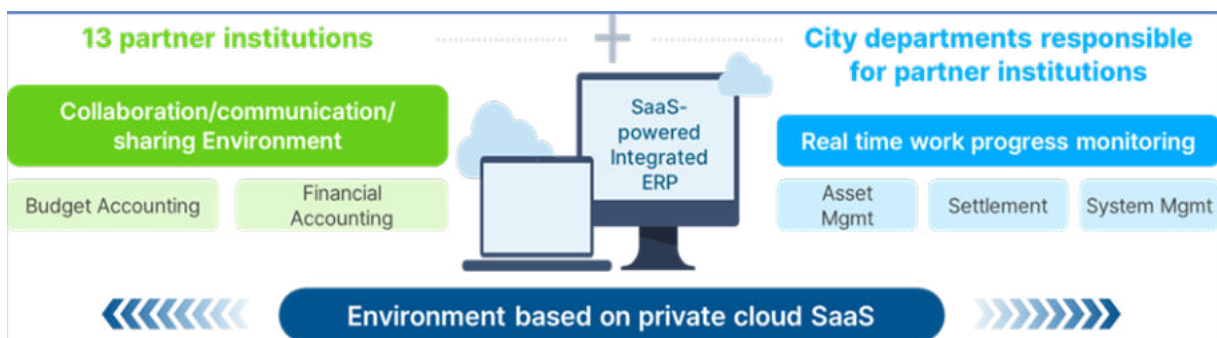 13 partner institutions
Collaboration/communication/
sharing Environment
Budget Accounting
Financial
Accounting
SaaS-
powered
Integrated
ERP
City departments responsible
for partner institutions
Real time work progress monitoring
Asset
Mgmt
Settlement
System Mgmt
Environment based on private cloud SaaS